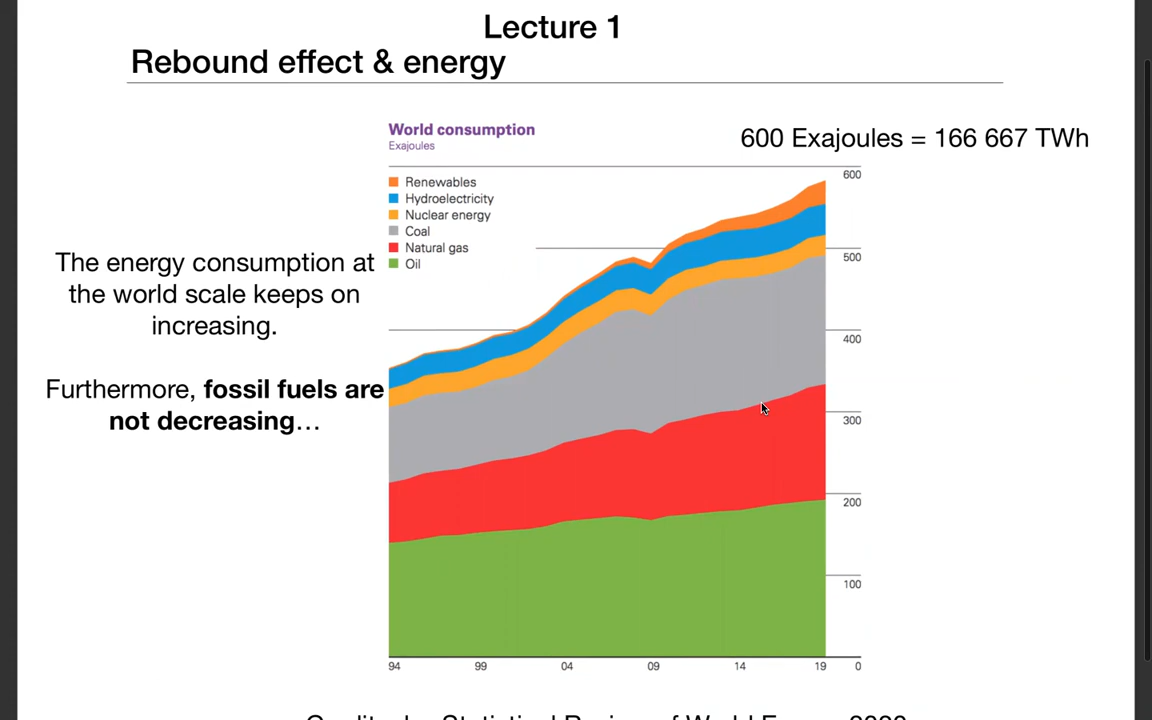 Lecture 1
Rebound effect & energy
World consumption
Exajoules
600 Exajoules = 166 667 TWh
Renewables
Hydroelectricity
Nuclear energy
Coal
Natural gas
Oil
The energy consumption at
the world scale keeps on
increasing.
Furthermore, fossil fuels are
not decreasing…
600
500
400
300
200
100
0
94 99 04 09 14 19